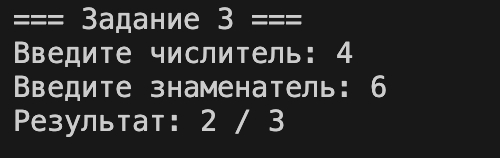 === Задание 3 ===
Введите числитель: 4
Введите знаменатель: 6
Результат: 2 / 3